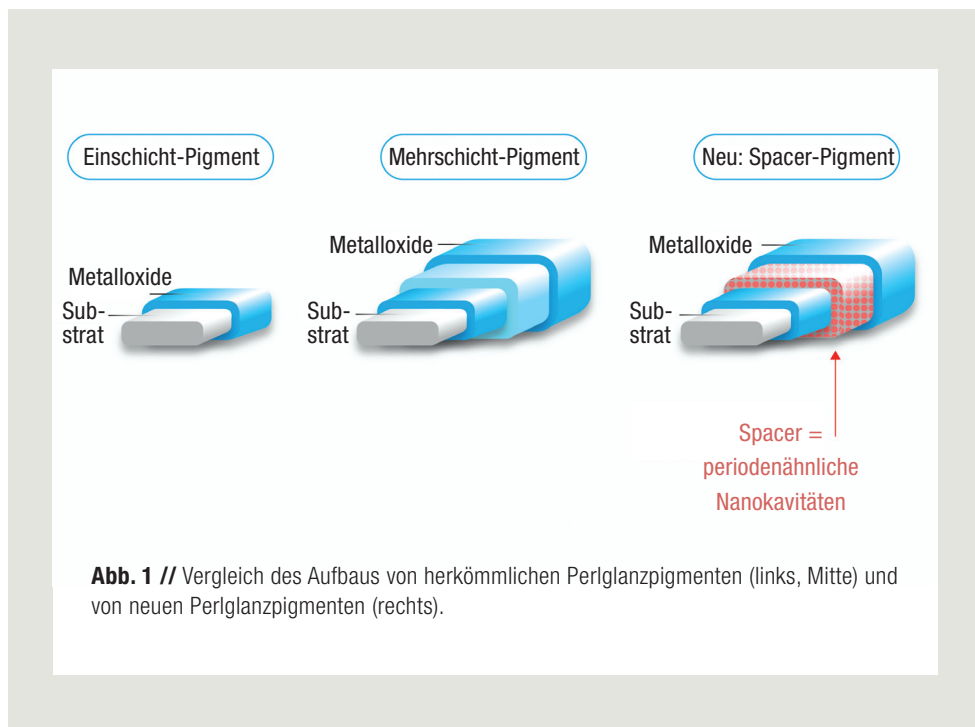 Einschicht-Pigment
Mehrschicht-Pigment
Neu: Spacer-Pigment
Metalloxide
Sub-
strat
Metalloxide
Sub-
strat
Metalloxide
Sub-
strat
Spacer =
periodenähnliche
Nanokavitäten
Abb. 1 // Vergleich des Aufbaus von herkömmlichen Perlglanzpigmenten (links, Mitte) und
von neuen Perlglanzpigmenten (rechts).